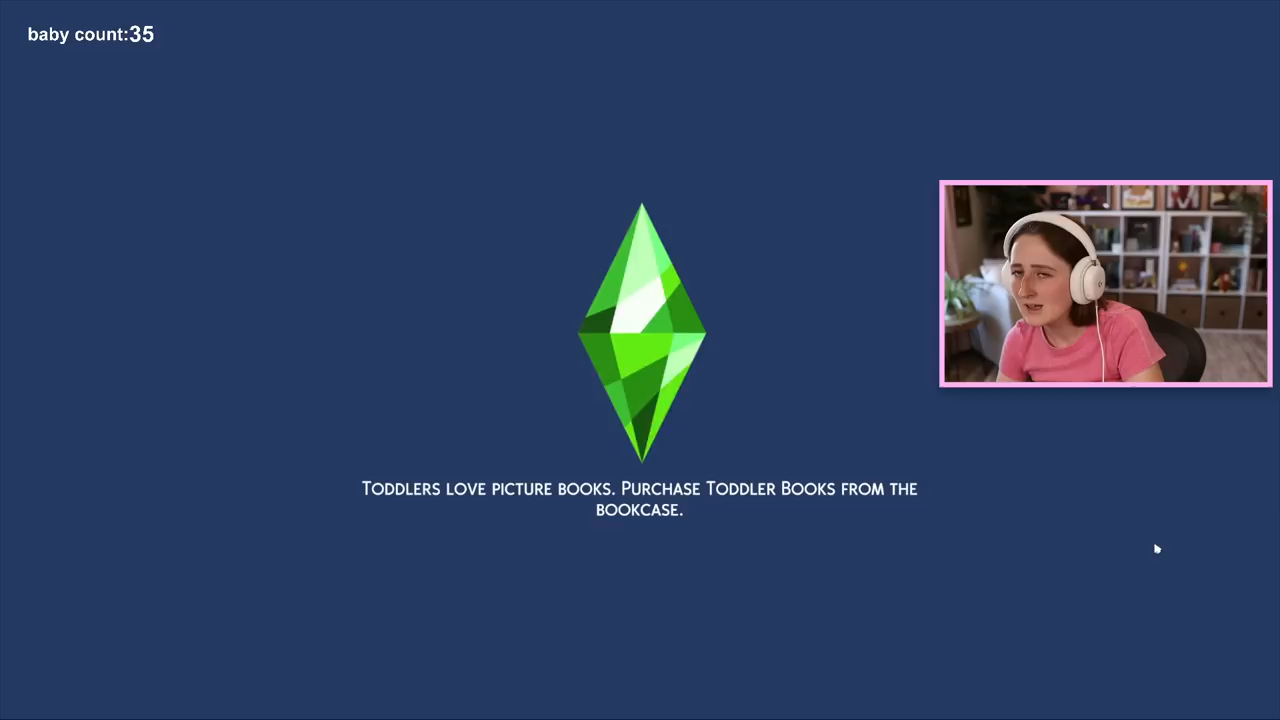 baby count:35
TODDLERS LOVE PICTURE BOOKS. PURCHASE TODDLER BOOKS FROM THE
BOOKCASE.